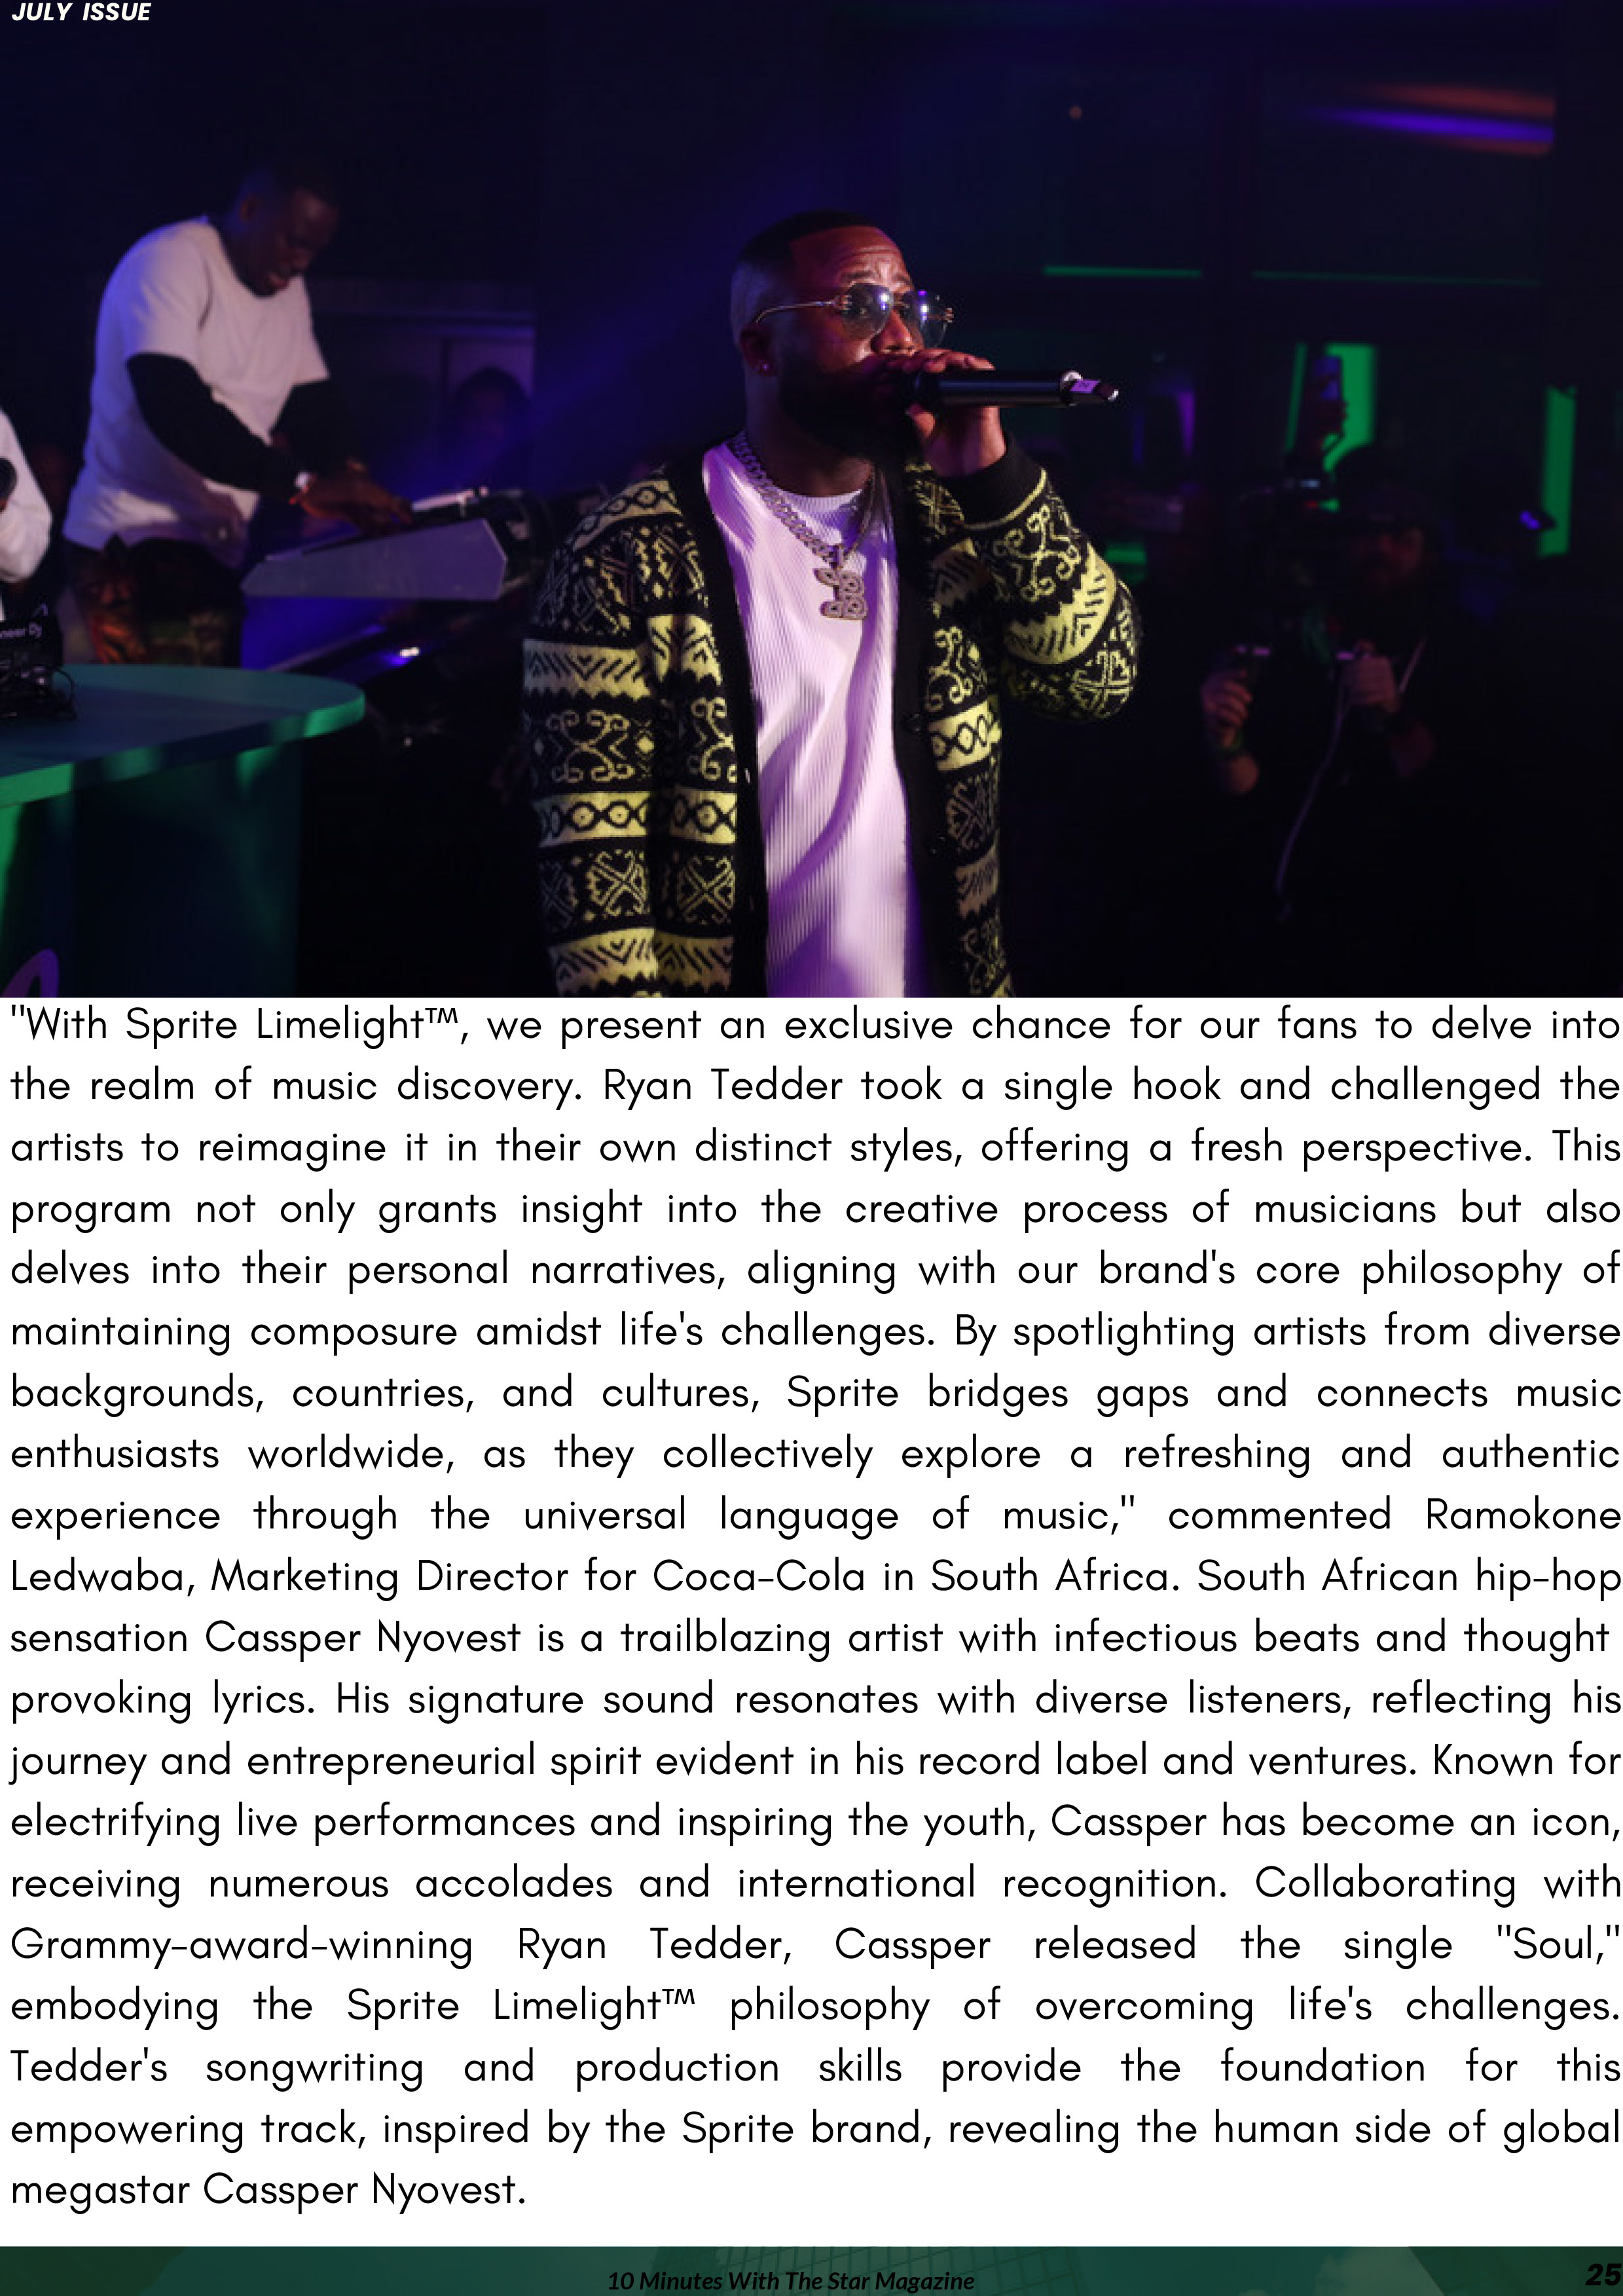 JULY ISSUE
"With Sprite Limelight™, we present an exclusive chance for our fans to delve into
the realm of music discovery. Ryan Tedder took a single hook and challenged the
artists to reimagine it in their own distinct styles, offering a fresh perspective. This
program not only grants insight into the creative process of musicians but also
delves into their personal narratives, aligning with our brand's core philosophy of
maintaining composure amidst life's challenges. By spotlighting artists from diverse
backgrounds, countries, and cultures, Sprite bridges gaps and connects music
enthusiasts worldwide, as they collectively explore a refreshing and authentic
experience through the universal language of music," commented Ramokone
Ledwaba, Marketing Director for Coca-Cola in South Africa. South African hip-hop
sensation Cassper Nyovest is a trailblazing artist with infectious beats and thought
provoking lyrics. His signature sound resonates with diverse listeners, reflecting his
journey and entrepreneurial spirit evident in his record label and ventures. Known for
electrifying live performances and inspiring the youth, Cassper has become an icon,
receiving numerous accolades and international recognition. Collaborating with
Grammy-award-winning Ryan Tedder, Cassper released the single "Soul,"
embodying the Sprite Limelight™ philosophy of overcoming life's challenges.
Tedder's songwriting and production skills provide the foundation for this
empowering track, inspired by the Sprite brand, revealing the human side of global
megastar Cassper Nyovest.
10 Minutes With The Star Magazine
25